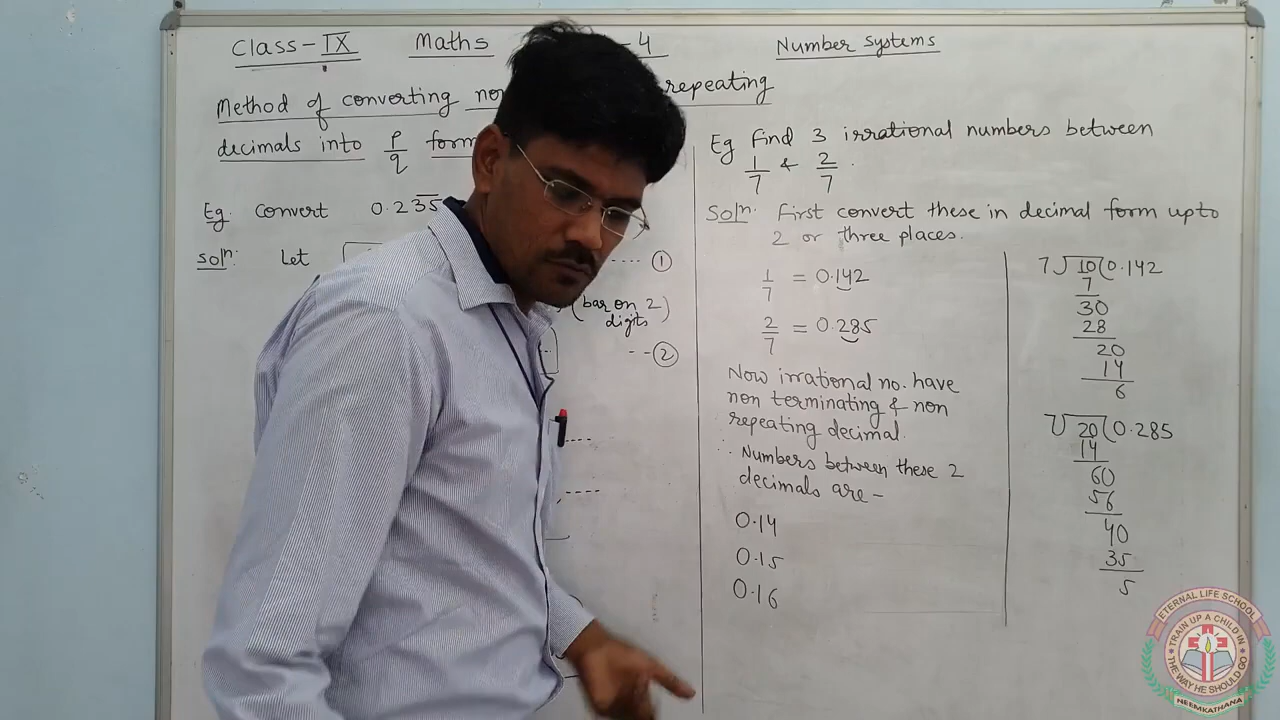 Class-IX Maths 4 Number Systems
Method of converting non repeating
decimals into p/q form
Eg. Convert 0.2\overline{35}
Soln. Let ..... ①
(bar on 2
digits)
-- ②
Eg Find 3 irrational numbers between
1/7 & 2/7.
Soln. First convert these in decimal form upto
2 or three places.
1/7 = 0.142
2/7 = 0.285
Now irrational no. have
non terminating & non
repeating decimal.
∴ Numbers between these 2
decimals are -
0.14
0.15
0.16
7√10(0.142
7
30
28
20
14
6
7√20(0.285
14
60
56
40
35
5
ETERNAL LIFE SCHOOL
TRAIN UP A CHILD IN
THE WAY HE SHOULD GO
NEEMKATHANA